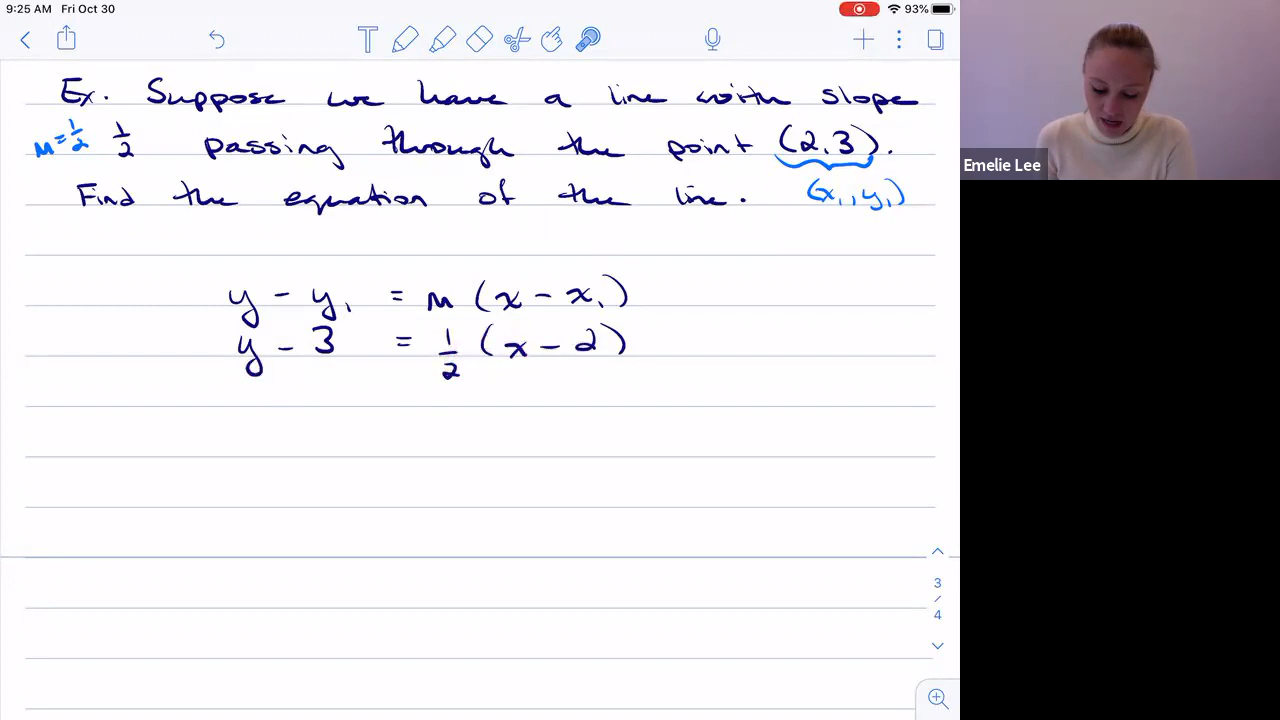 9:25 AM Fri Oct 30
93%
Ex. Suppose we have a line with slope
m = 1/2 1/2 passing through the point (2,3).
Find the equation of the line. (x₁, y₁)
y - y₁ = m (x - x₁)
y - 3 = 1/2 (x - 2)
Emelie Lee
3
/
4